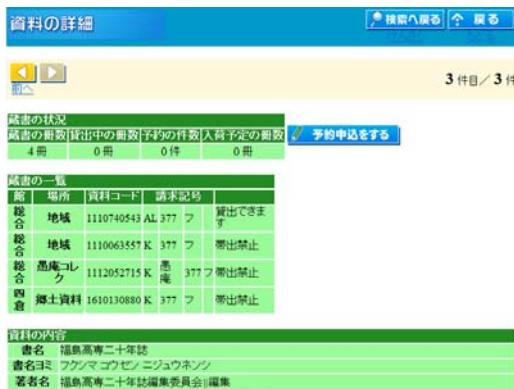 資料の詳細
検索へ戻る
戻る
前へ
3 件目／ 3 件
蔵書の状況
蔵書の冊数 貸出中の冊数 予約の件数 入荷予定の冊数
予約申込をする
4 冊 0 冊 0 件 0 冊
蔵書の一覧
館 場所 資料コード 請求記号
総合 地域 1110740543 AL 377 フ 貸出できます
総合 地域 1110063557 K 377 フ 帯出禁止
総合 愚庵コレク 1112052715 K 愚庵 377 フ 帯出禁止
四倉 郷土資料 1610130880 K 377 フ 帯出禁止
資料の内容
書名 福島高専二十年誌
書名ヨミ フクシマ コウセン ニジュウネンシ
著者名 福島高専二十年誌編集委員会||編集